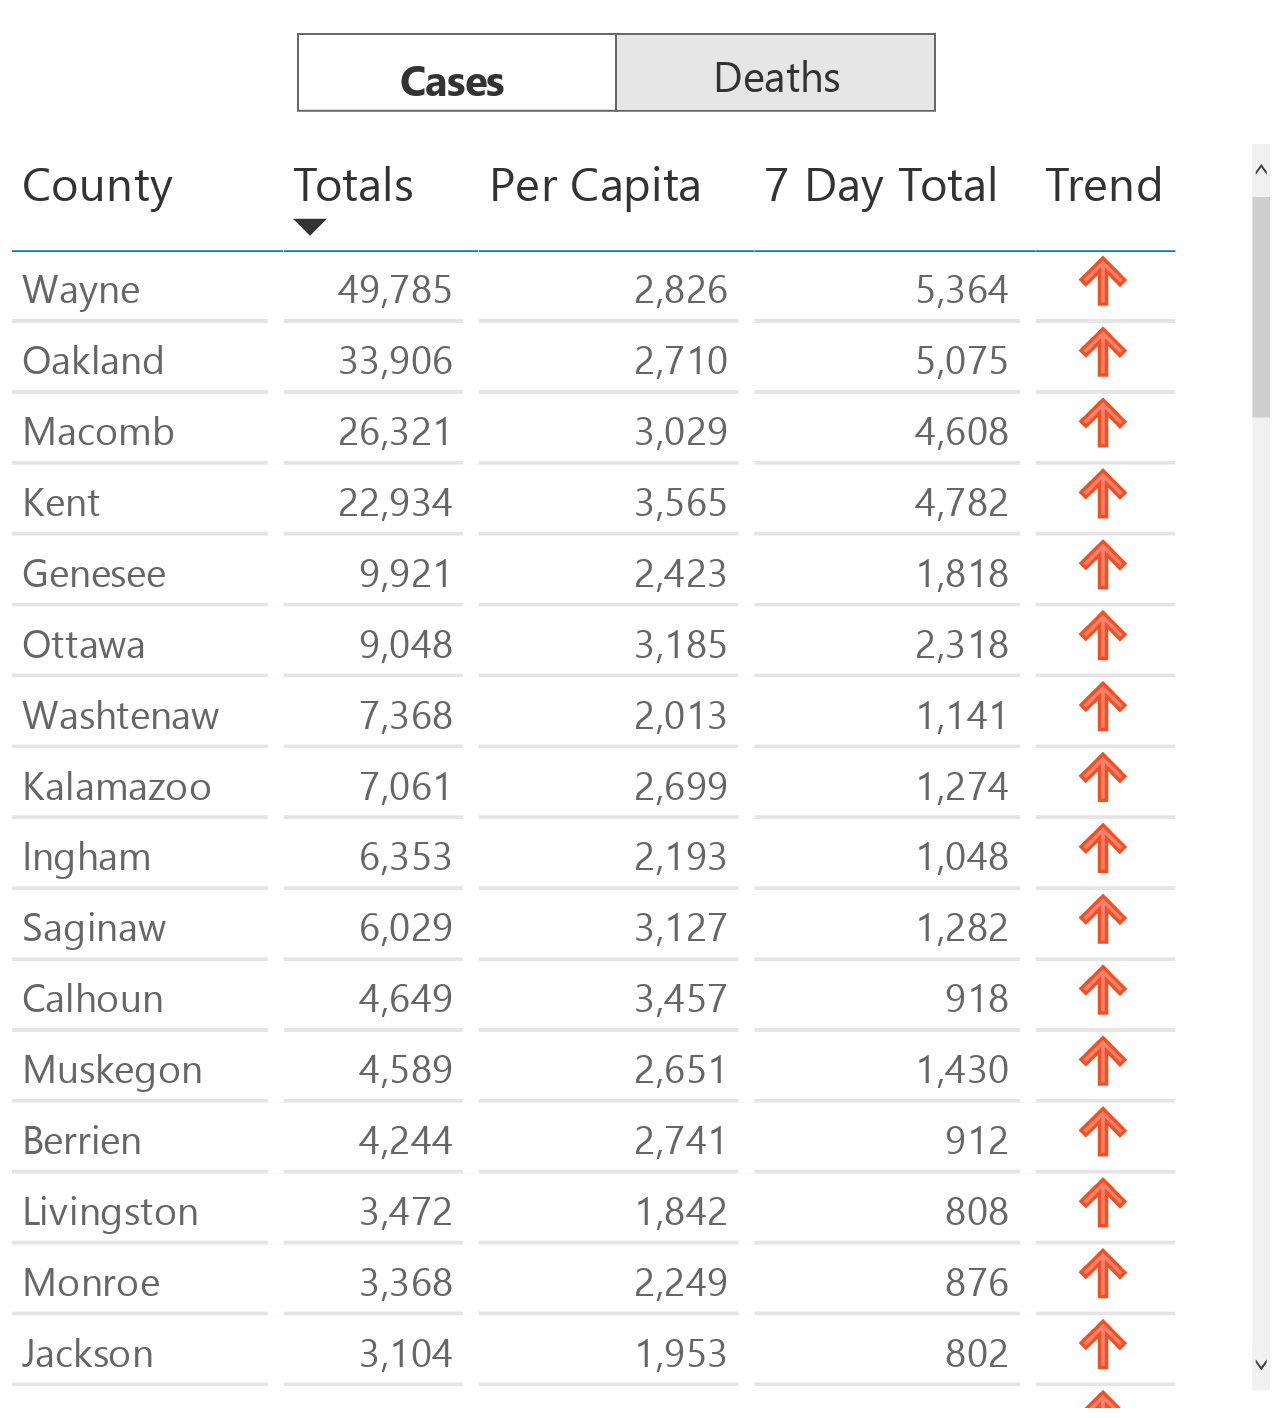 Cases Deaths
County Totals Per Capita 7 Day Total Trend
Wayne 49,785 2,826 5,364
Oakland 33,906 2,710 5,075
Macomb 26,321 3,029 4,608
Kent 22,934 3,565 4,782
Genesee 9,921 2,423 1,818
Ottawa 9,048 3,185 2,318
Washtenaw 7,368 2,013 1,141
Kalamazoo 7,061 2,699 1,274
Ingham 6,353 2,193 1,048
Saginaw 6,029 3,127 1,282
Calhoun 4,649 3,457 918
Muskegon 4,589 2,651 1,430
Berrien 4,244 2,741 912
Livingston 3,472 1,842 808
Monroe 3,368 2,249 876
Jackson 3,104 1,953 802